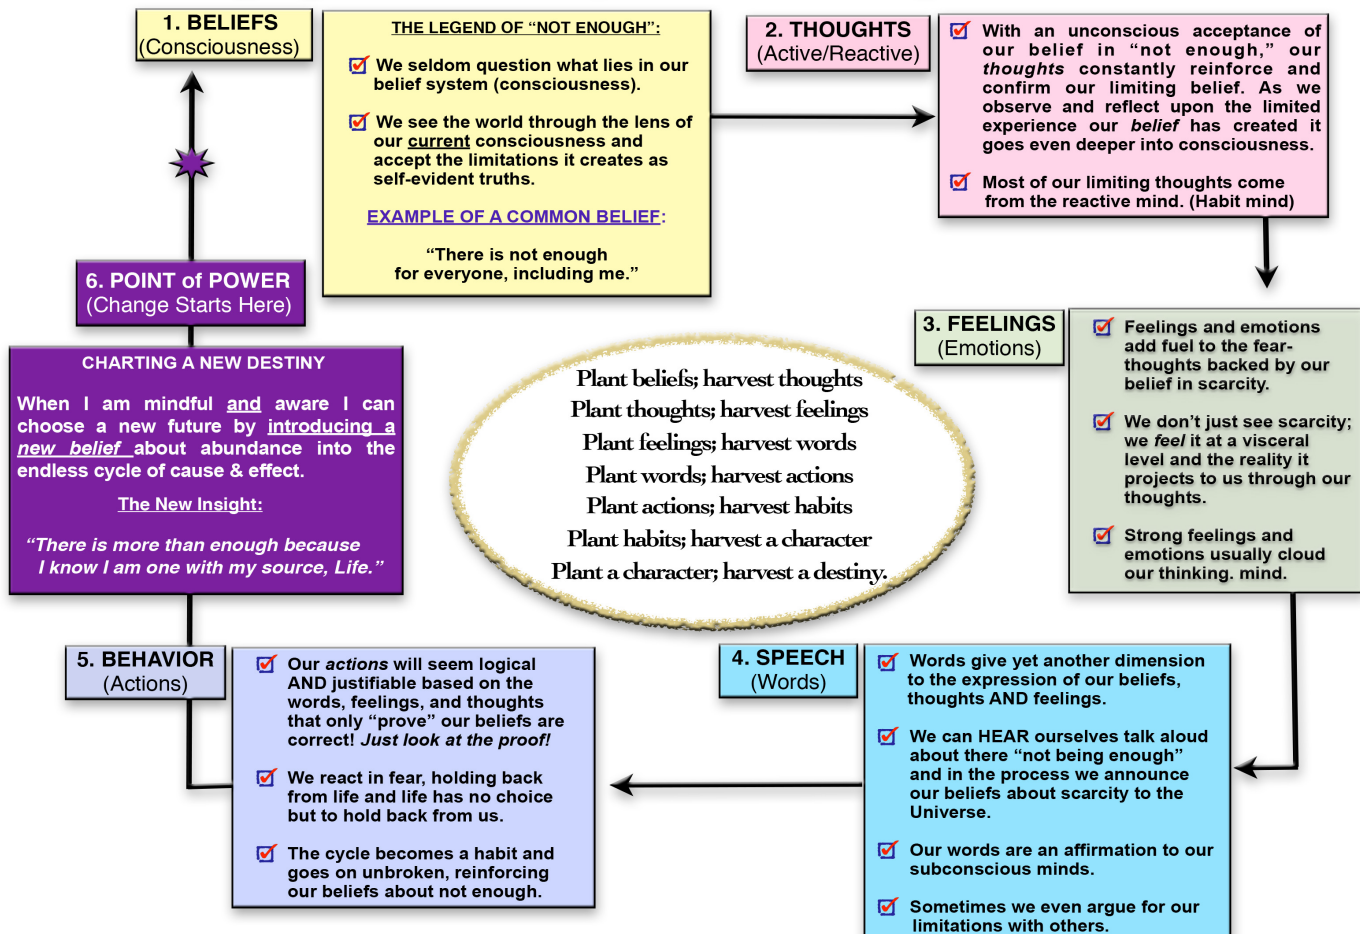 1. BELIEFS
(Consciousness)
THE LEGEND OF “NOT ENOUGH”:
We seldom question what lies in our
belief system (consciousness).
We see the world through the lens of
our current consciousness and
accept the limitations it creates as
self-evident truths.
EXAMPLE OF A COMMON BELIEF:
“There is not enough
for everyone, including me.”
2. THOUGHTS
(Active/Reactive)
With an unconscious acceptance of
our belief in “not enough,” our
thoughts constantly reinforce and
confirm our limiting belief. As we
observe and reflect upon the limited
experience our belief has created it
goes even deeper into consciousness.
Most of our limiting thoughts come
from the reactive mind. (Habit mind)
3. FEELINGS
(Emotions)
Feelings and emotions
add fuel to the fear-
thoughts backed by our
belief in scarcity.
We don’t just see scarcity;
we feel it at a visceral
level and the reality it
projects to us through our
thoughts.
Strong feelings and
emotions usually cloud
our thinking. mind.
4. SPEECH
(Words)
Words give yet another dimension
to the expression of our beliefs,
thoughts AND feelings.
We can HEAR ourselves talk aloud
about there “not being enough”
and in the process we announce
our beliefs about scarcity to the
Universe.
Our words are an affirmation to our
subconscious minds.
Sometimes we even argue for our
limitations with others.
5. BEHAVIOR
(Actions)
Our actions will seem logical
AND justifiable based on the
words, feelings, and thoughts
that only “prove” our beliefs are
correct! Just look at the proof!
We react in fear, holding back
from life and life has no choice
but to hold back from us.
The cycle becomes a habit and
goes on unbroken, reinforcing
our beliefs about not enough.
6. POINT of POWER
(Change Starts Here)
CHARTING A NEW DESTINY
When I am mindful and aware I can
choose a new future by introducing a
new belief about abundance into the
endless cycle of cause & effect.
The New Insight:
“There is more than enough because
I know I am one with my source, Life.”
Plant beliefs; harvest thoughts
Plant thoughts; harvest feelings
Plant feelings; harvest words
Plant words; harvest actions
Plant actions; harvest habits
Plant habits; harvest a character
Plant a character; harvest a destiny.